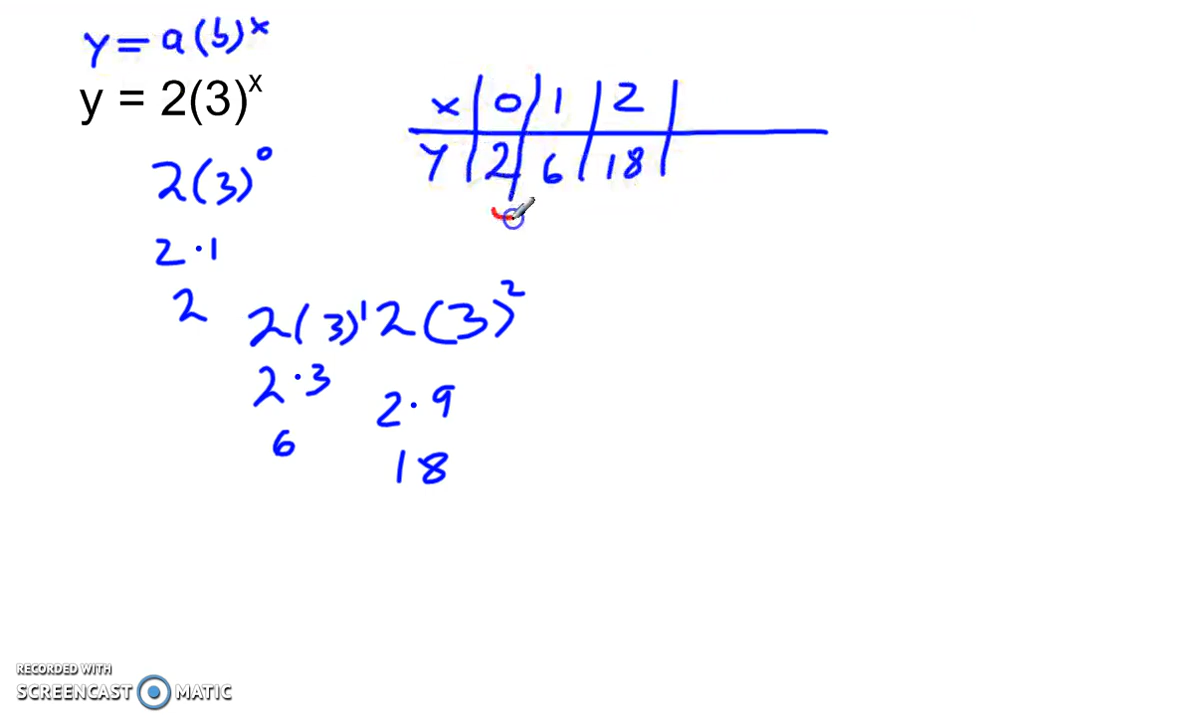 y = a(b)ˣ
y = 2(3)ˣ
x | 0 | 1 | 2 |
y | 2 | 6 | 18 |
2(3)⁰
2 · 1
2
2(3)¹ 2(3)²
2 · 3
2 · 9
6
18
RECORDED WITH
SCREENCAST MATIC